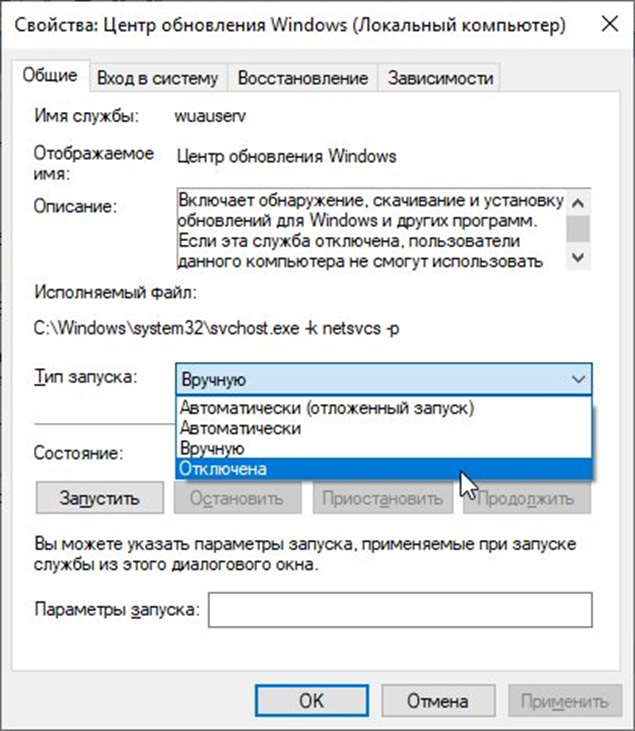 Свойства: Центр обновления Windows (Локальный компьютер)
Общие
Вход в систему
Восстановление
Зависимости
Имя службы:
wuauserv
Отображаемое
имя:
Центр обновления Windows
Описание:
Включает обнаружение, скачивание и установку
обновлений для Windows и других программ.
Если эта служба отключена, пользователи
данного компьютера не смогут использовать
Исполняемый файл:
C:\Windows\system32\svchost.exe -k netsvcs -p
Тип запуска:
Вручную
Автоматически (отложенный запуск)
Автоматически
Вручную
Отключена
Состояние:
Запустить
Остановить
Приостановить
Продолжить
Вы можете указать параметры запуска, применяемые при запуске
службы из этого диалогового окна.
Параметры запуска:
OK
Отмена
Применить